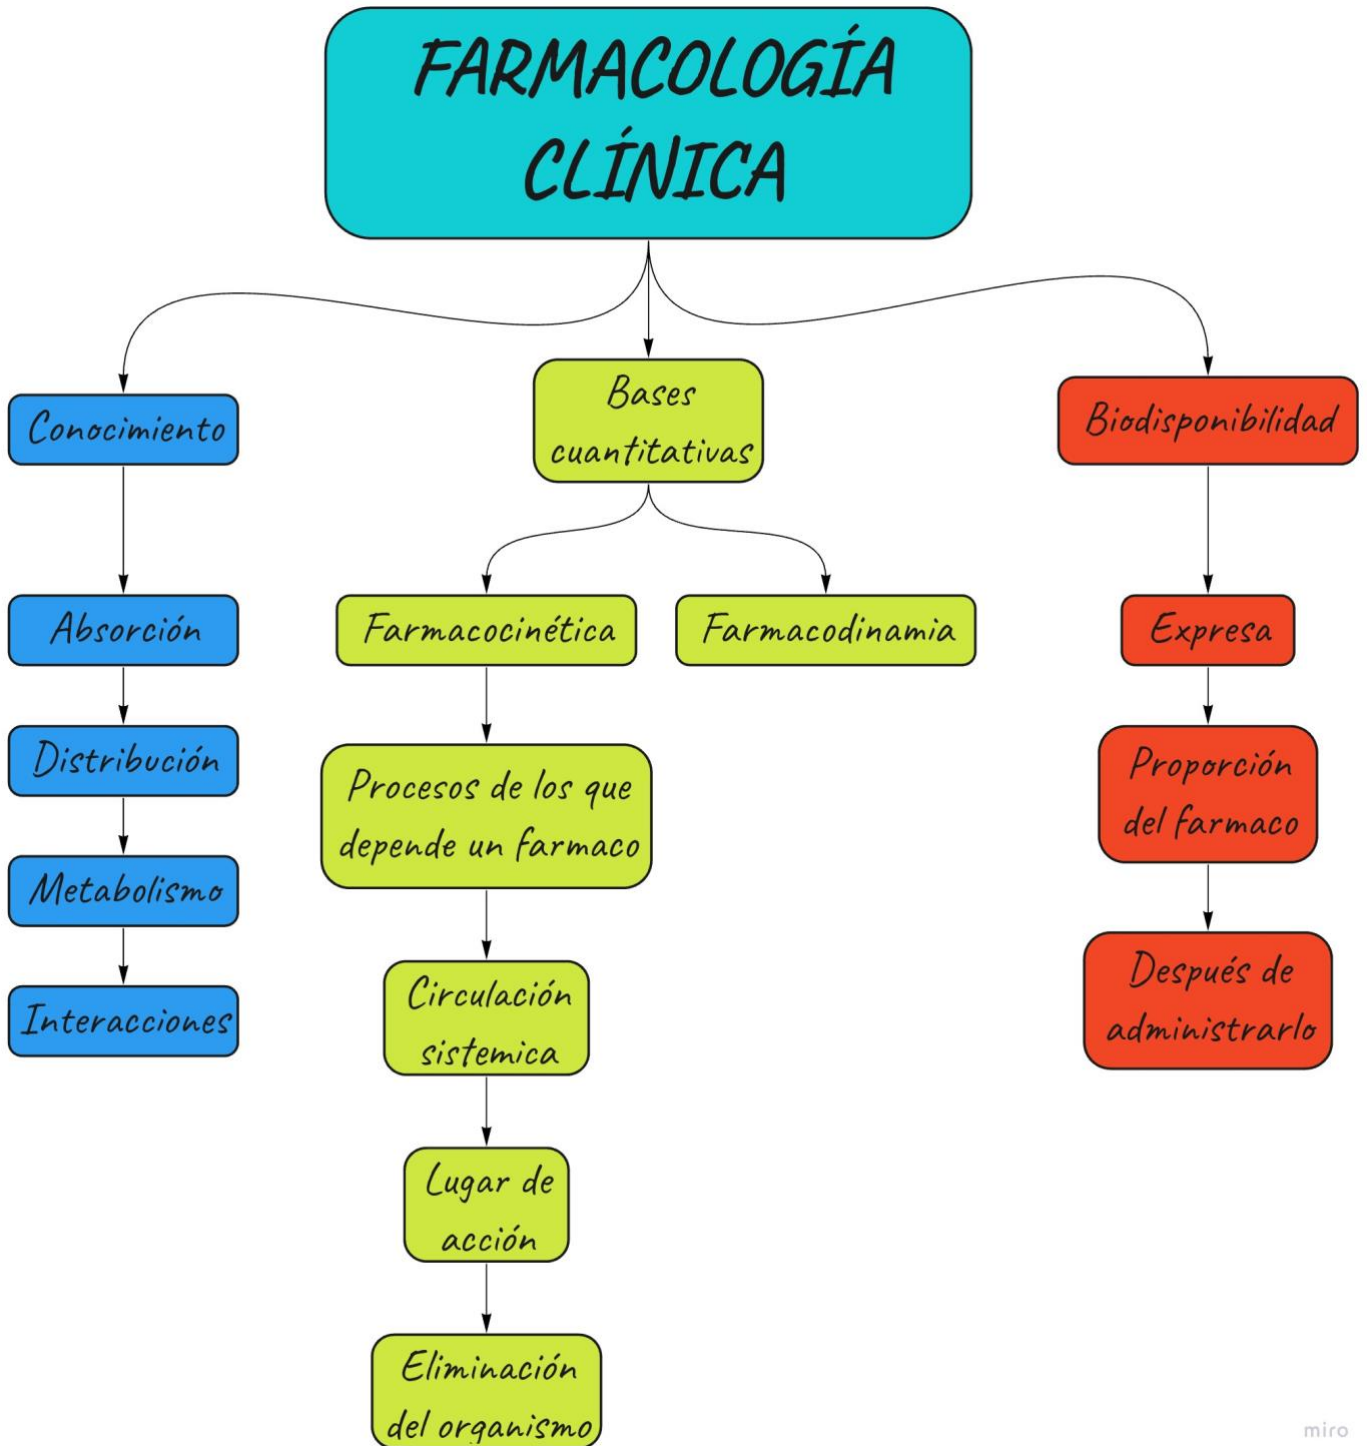 FARMACOLOGÍA
CLÍNICA
Conocimiento
Absorción
Distribución
Metabolismo
Interacciones
Bases
cuantitativas
Farmacocinética
Procesos de los que
depende un farmaco
Circulación
sistemica
Lugar de
acción
Eliminación
del organismo
Farmacodinamia
Biodisponibilidad
Expresa
Proporción
del farmaco
Después de
administrarlo
miro